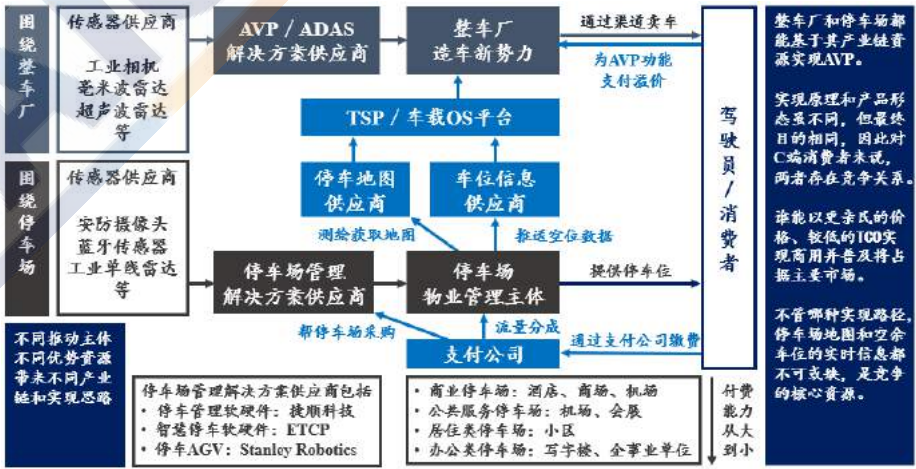 围
绕
整
车
厂
传感器供应商
工业相机
毫米波雷达
超声波雷达
等
AVP / ADAS
解决方案供应商
整车厂
造车新势力
通过渠道卖车
为AVP功能
支付溢价
TSP / 车载OS平台
停车地图
供应商
车位信息
供应商
测绘获取地图
推送空位数据
围
绕
停
车
场
传感器供应商
安防摄像头
蓝牙传感器
工业单线雷达
等
停车场管理
解决方案供应商
停车场
物业管理主体
提供停车位
帮停车场采购
流量分成
通过支付公司缴费
支付公司
驾
驶
员
/
消
费
者
整车厂和停车场都
能基于其产业链资
源实现AVP。
实现原理和产品形
态虽不同，但最终
目的相同，因此对
C端消费者来说，
两者存在竞争关系。
谁能以更亲民的价
格、较低的TCO实
现商用并普及将占
据主要市场。
不管哪种实现路径，
停车场地图和空余
车位的实时信息都
不可或缺，是竞争
的核心资源。
不同推动主体
不同优势资源
带来不同产业
链和实现思路
停车场管理解决方案供应商包括
• 停车管理软硬件：捷顺科技
• 智慧停车软硬件：ETCP
• 停车AGV：Stanley Robotics
• 商业停车场：酒店、商场、机场
• 公共服务停车场：机场、会展
• 居住类停车场：小区
• 办公类停车场：写字楼、企事业单位
付费
能力
从大
到小